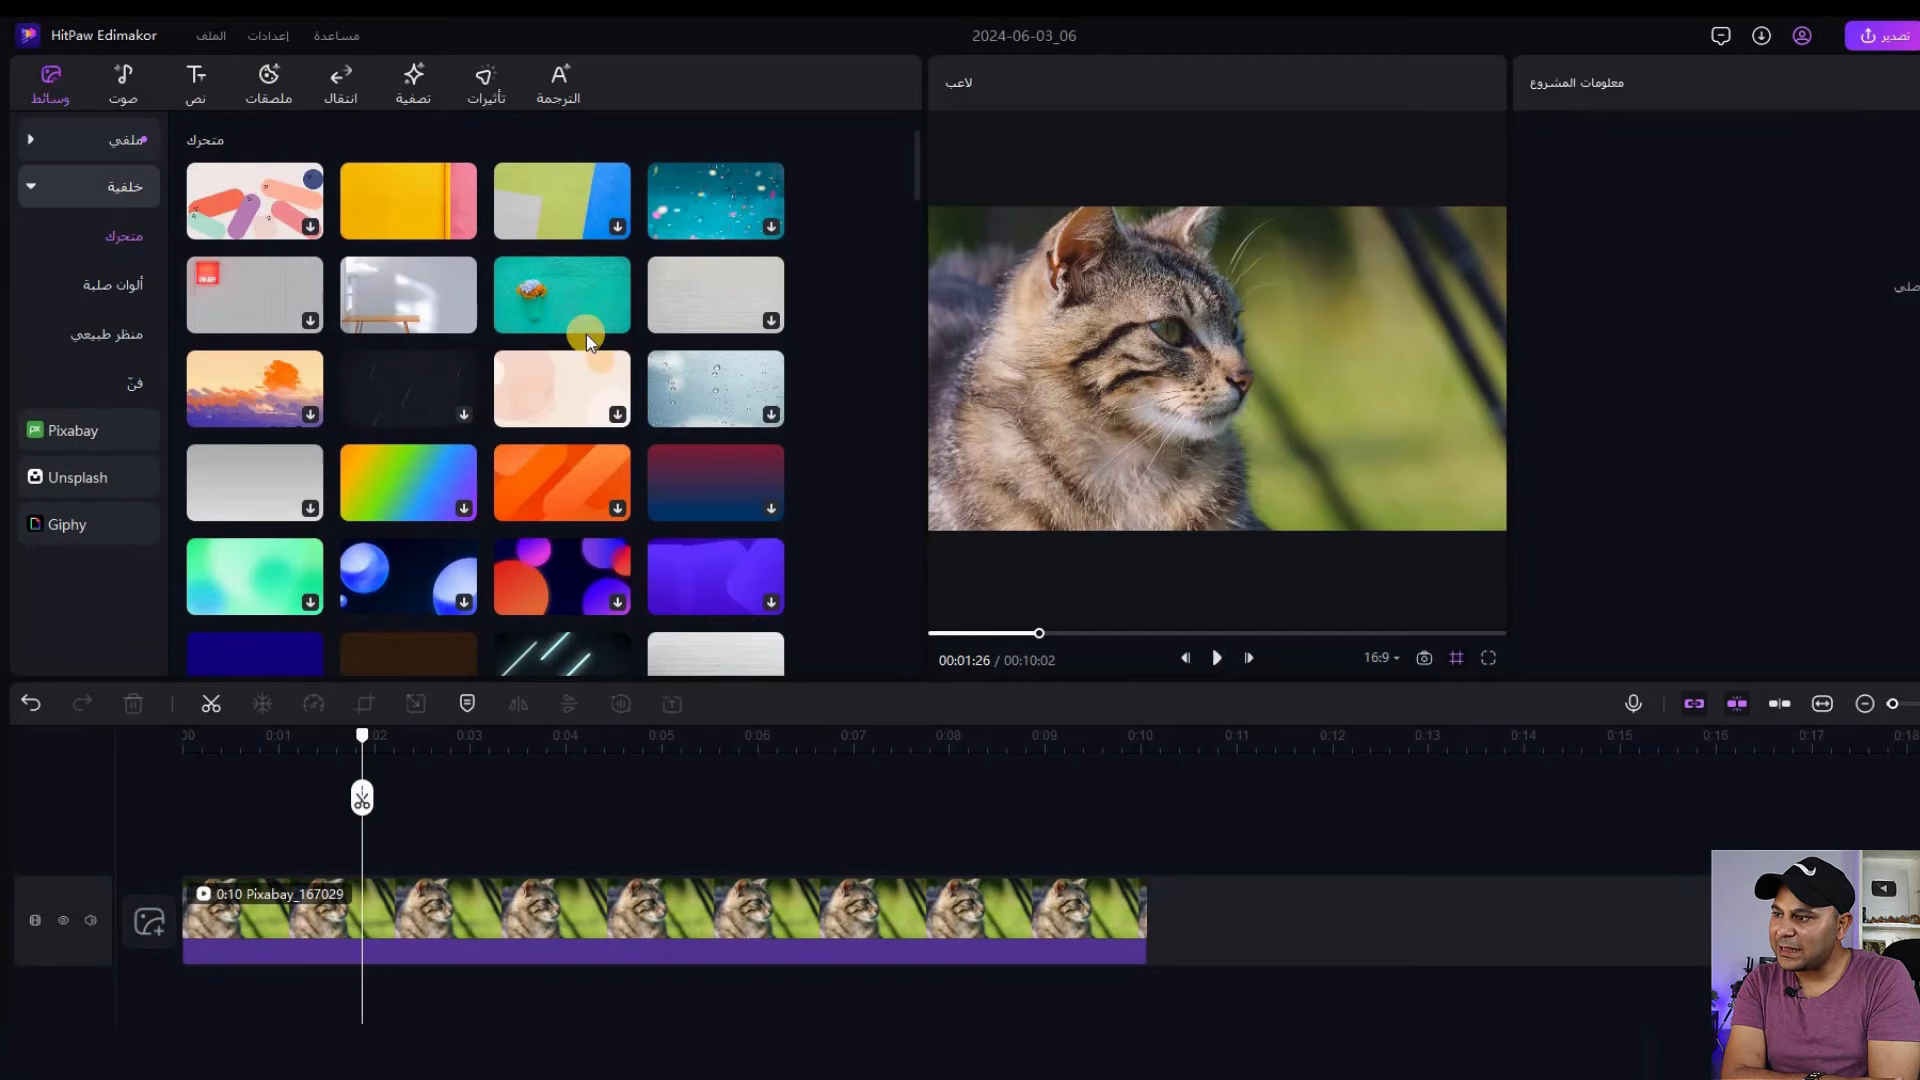 HitPaw Edimakor
الملف
إعدادات
مساعدة
2024-06-03_06
تصدير
وسائط
صوت
نص
ملصقات
انتقال
تصفية
تأثيرات
الترجمة
لاعب
معلومات المشروع
ملفي
خلفية
متحرك
ألوان صلبة
منظر طبيعي
فنّ
Pixabay
Unsplash
Giphy
متحرك
صلي
00:01:26 / 00:10:02
16:9
00 0:01 02 0:03 0:04 0:05 0:06 0:07 0:08 0:09 0:10 0:11 0:12 0:13 0:14 0:15 0:16 0:17 0:18
0:10 Pixabay_167029